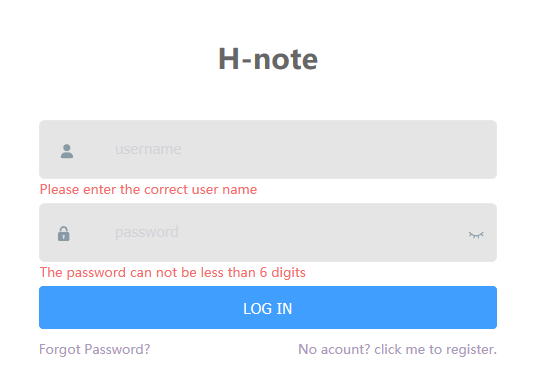 H-note
username
Please enter the correct user name
password
The password can not be less than 6 digits
LOG IN
Forgot Password?
No acount? click me to register.